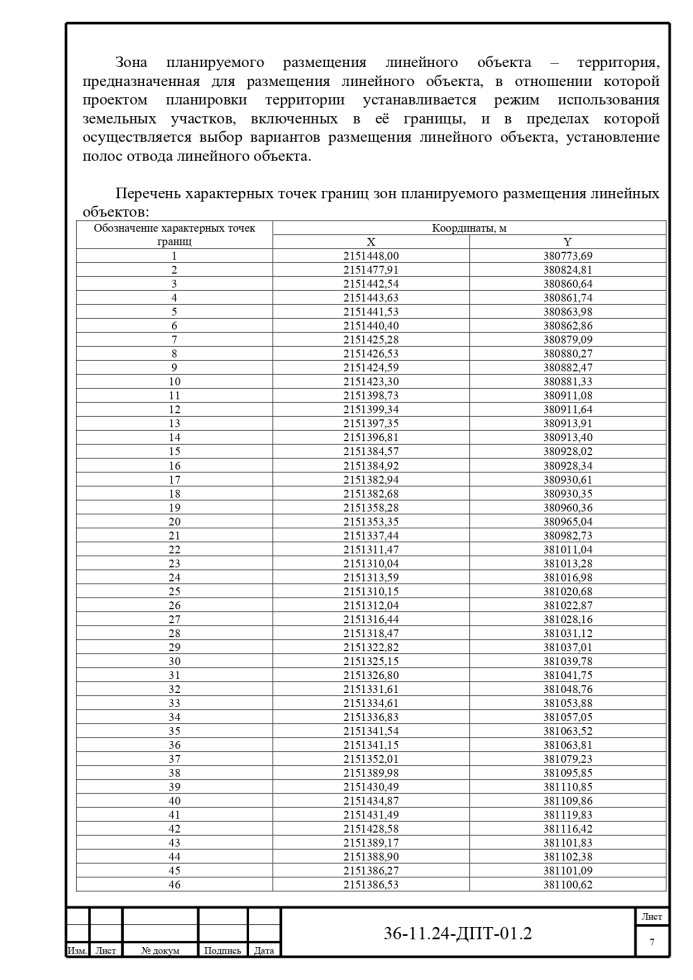 Зона планируемого размещения линейного объекта – территория,
предназначенная для размещения линейного объекта, в отношении которой
проектом планировки территории устанавливается режим использования
земельных участков, включенных в её границы, и в пределах которой
осуществляется выбор вариантов размещения линейного объекта, установление
полос отвода линейного объекта.
Перечень характерных точек границ зон планируемого размещения линейных
объектов:
Обозначение характерных точек границ Координаты, м
X Y
1 2151448,00 380773,69
2 2151477,91 380824,81
3 2151442,54 380860,64
4 2151443,63 380861,74
5 2151441,53 380863,98
6 2151440,40 380862,86
7 2151425,28 380879,09
8 2151426,53 380880,27
9 2151424,59 380882,47
10 2151423,30 380881,33
11 2151398,73 380911,08
12 2151399,34 380911,64
13 2151397,35 380913,91
14 2151396,81 380913,40
15 2151384,57 380928,02
16 2151384,92 380928,34
17 2151382,94 380930,61
18 2151382,68 380930,35
19 2151358,28 380960,36
20 2151353,35 380965,04
21 2151337,44 380982,73
22 2151311,47 381011,04
23 2151310,04 381013,28
24 2151313,59 381016,98
25 2151310,15 381020,68
26 2151312,04 381022,87
27 2151316,44 381028,16
28 2151318,47 381031,12
29 2151322,82 381037,01
30 2151325,15 381039,78
31 2151326,80 381041,75
32 2151331,61 381048,76
33 2151334,61 381053,88
34 2151336,83 381057,05
35 2151341,54 381063,52
36 2151341,15 381063,81
37 2151352,01 381079,23
38 2151389,98 381095,85
39 2151430,49 381110,85
40 2151434,87 381109,86
41 2151431,49 381119,83
42 2151428,58 381116,42
43 2151389,17 381101,83
44 2151388,90 381102,38
45 2151386,27 381101,09
46 2151386,53 381100,62
36-11.24-ДПТ-01.2
Лист
7
Изм. Лист № докум Подпись Дата